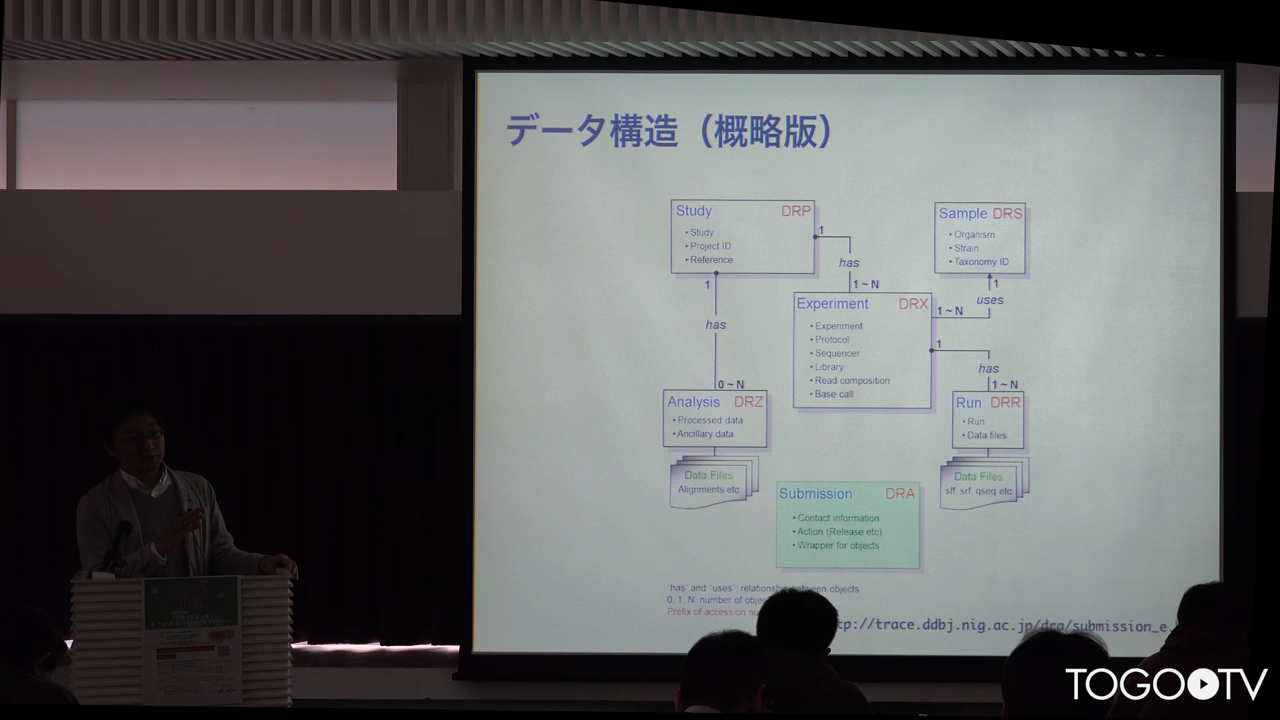 データ構造（概略版）
Study DRP
• Study
• Project ID
• Reference
Sample DRS
• Organism
• Strain
• Taxonomy ID
1
has
1 ~ N
1
has
0 ~ N
Experiment DRX
• Experiment
• Protocol
• Sequencer
• Library
• Read composition
• Base call
1 ~ N
uses
1
1
has
1 ~ N
Analysis DRZ
• Processed data
• Ancillary data
Data Files
Alignments etc
Run DRR
• Run
• Data files
Data Files
sff, srf, qseq etc
Submission DRA
• Contact information
• Action (Release etc)
• Wrapper for objects
'has' and 'uses': relationship between objects
0, 1, N: number of
Prefix of accession
tp://trace.ddbj.nig.ac.jp/dra/submission_e.
TOGO TV